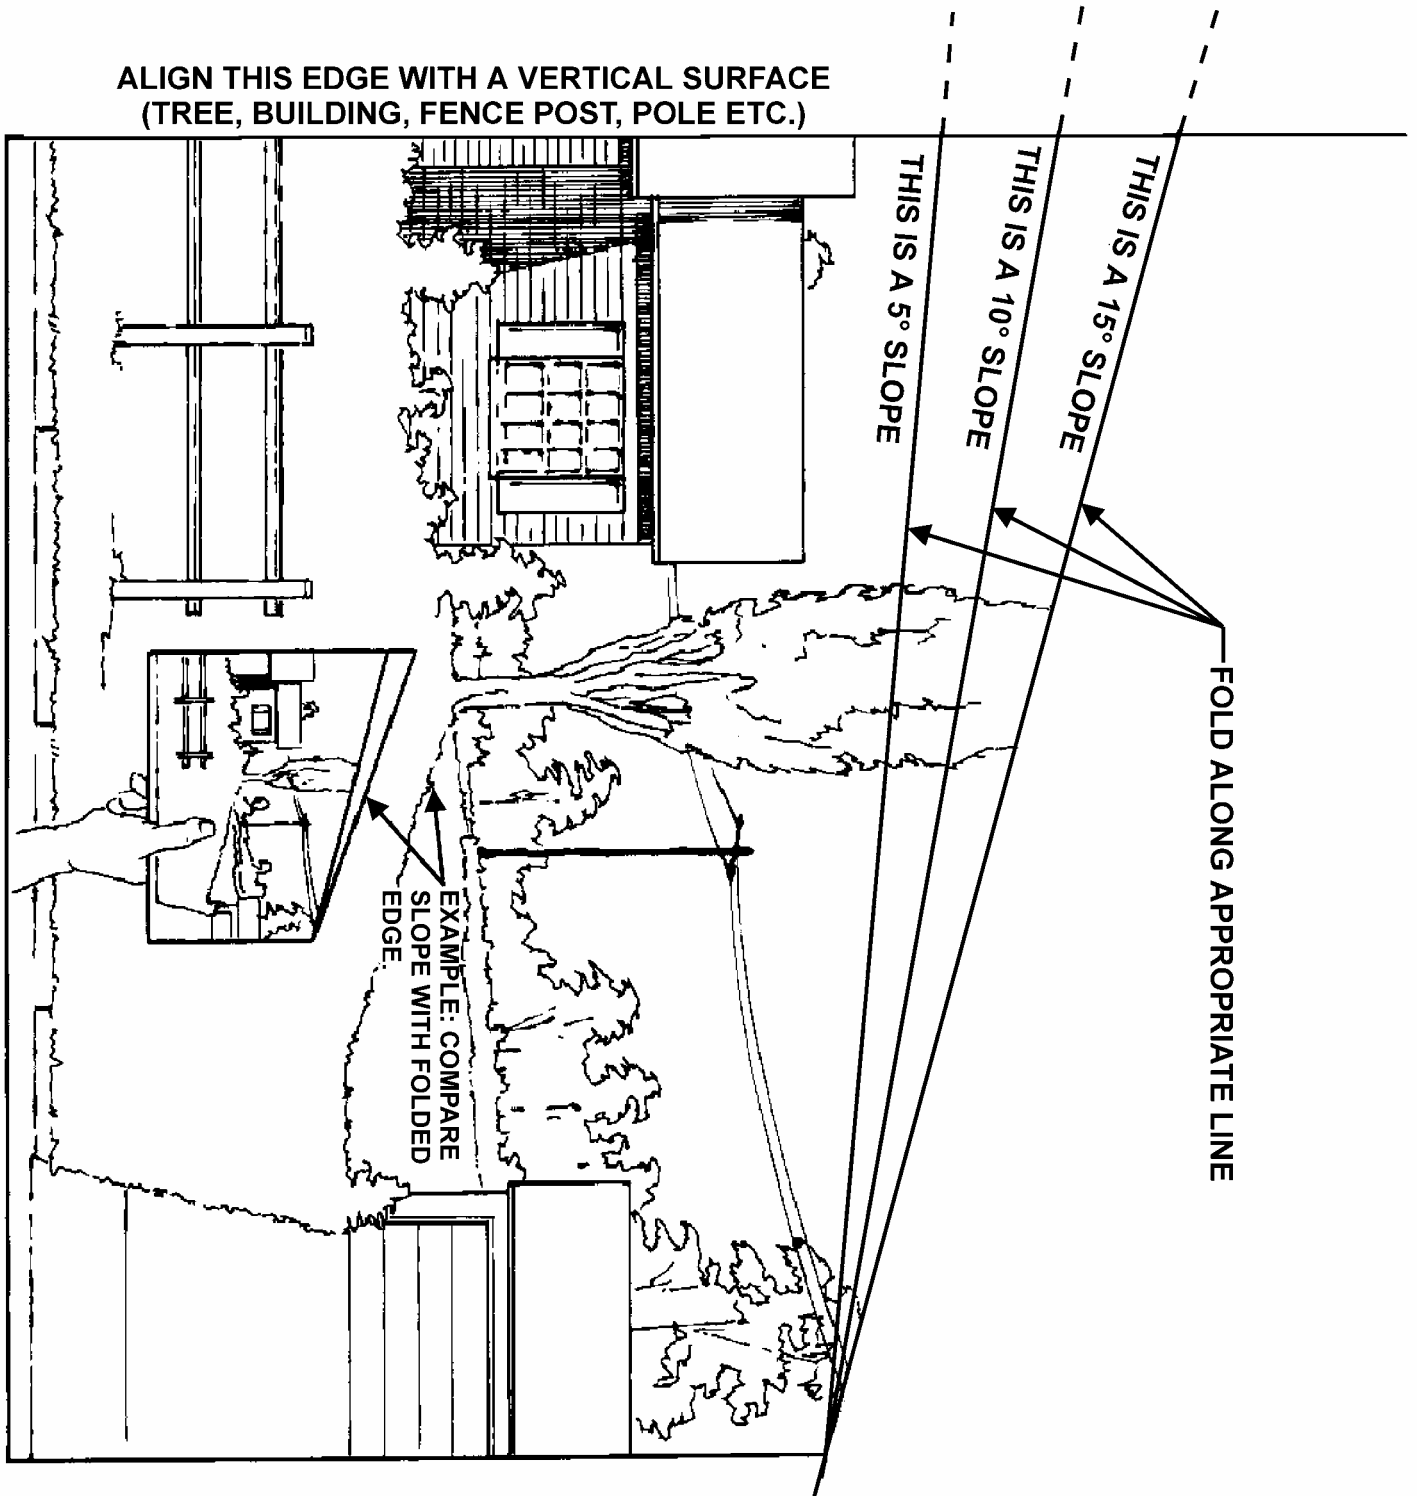 ALIGN THIS EDGE WITH A VERTICAL SURFACE
(TREE, BUILDING, FENCE POST, POLE ETC.)
THIS IS A 5° SLOPE
THIS IS A 10° SLOPE
THIS IS A 15° SLOPE
FOLD ALONG APPROPRIATE LINE
EXAMPLE: COMPARE
SLOPE WITH FOLDED
EDGE